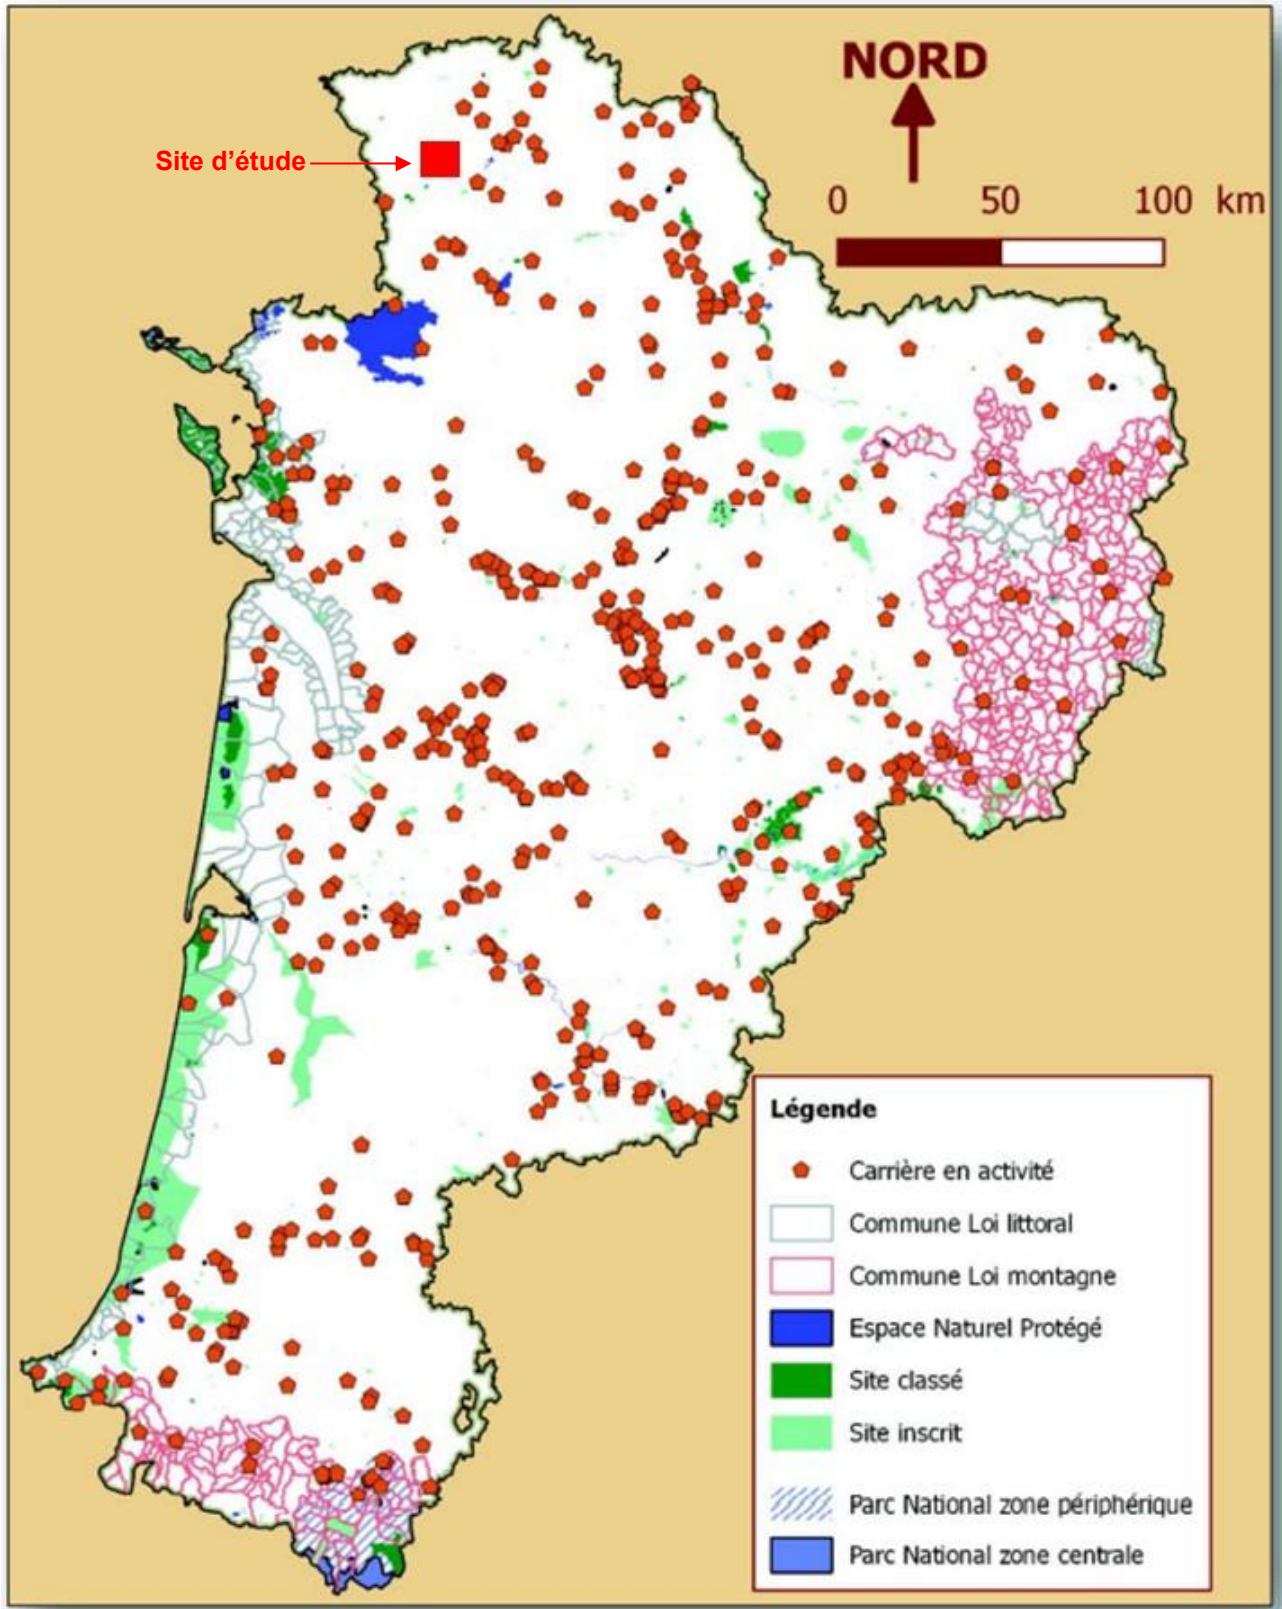 NORD
Site d'étude
0 50 100 km
Légende
Carrière en activité
Commune Loi littoral
Commune Loi montagne
Espace Naturel Protégé
Site classé
Site inscrit
Parc National zone périphérique
Parc National zone centrale